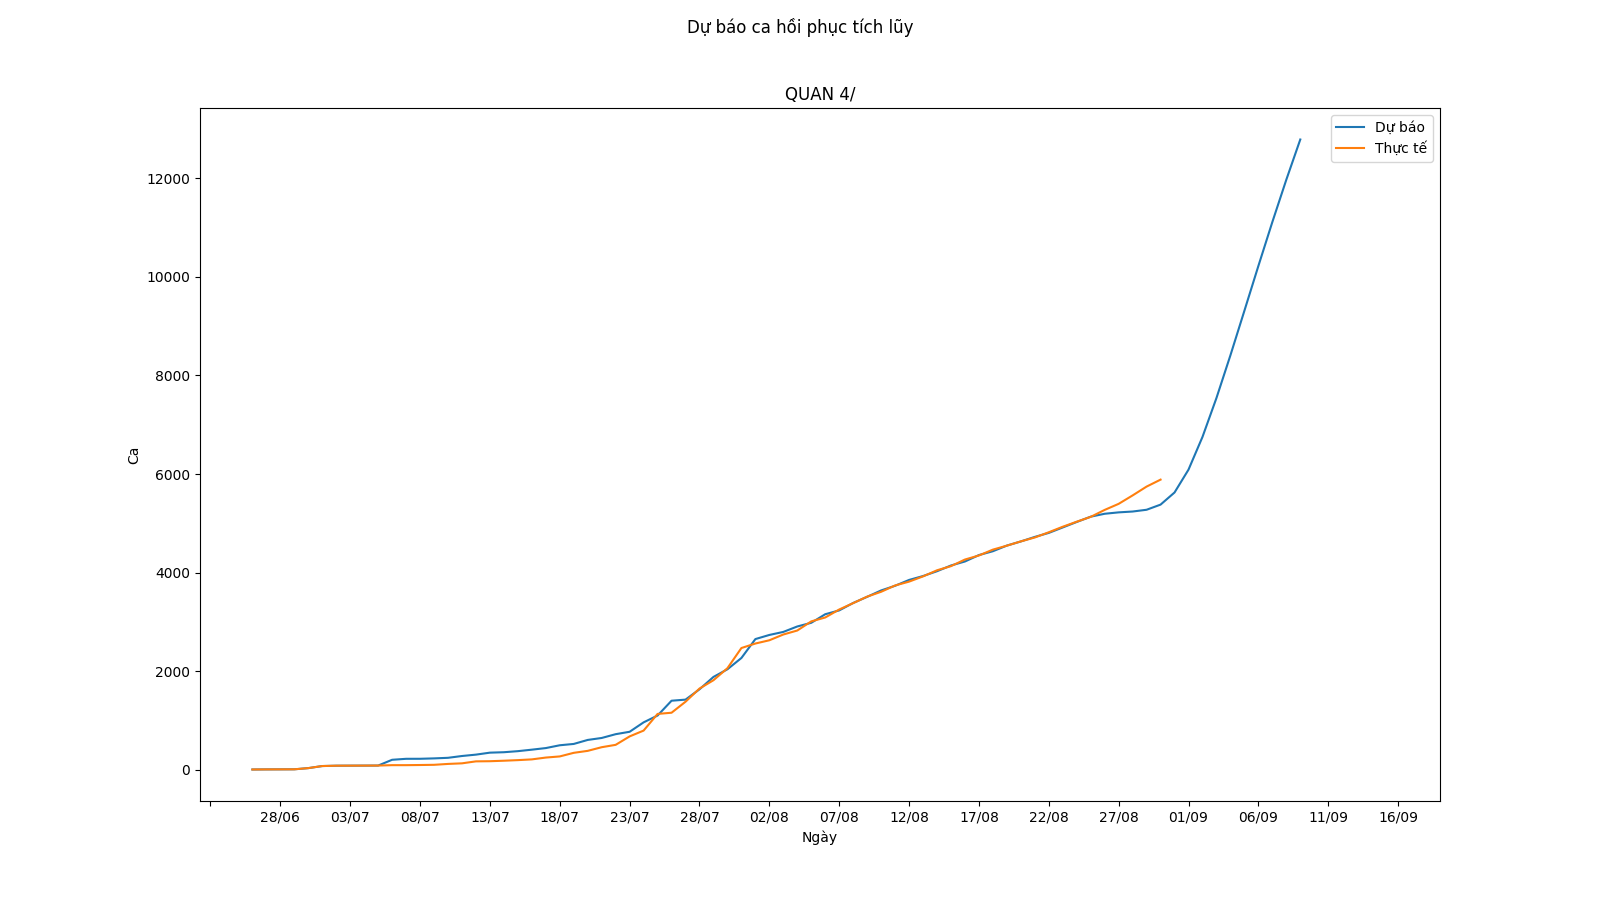 Dự báo ca hồi phục tích lũy
QUAN 4/
Dự báo
Thực tế
12000
10000
8000
6000
4000
2000
0
Ca
28/06 03/07 08/07 13/07 18/07 23/07 28/07 02/08 07/08 12/08 17/08 22/08 27/08 01/09 06/09 11/09 16/09
Ngày